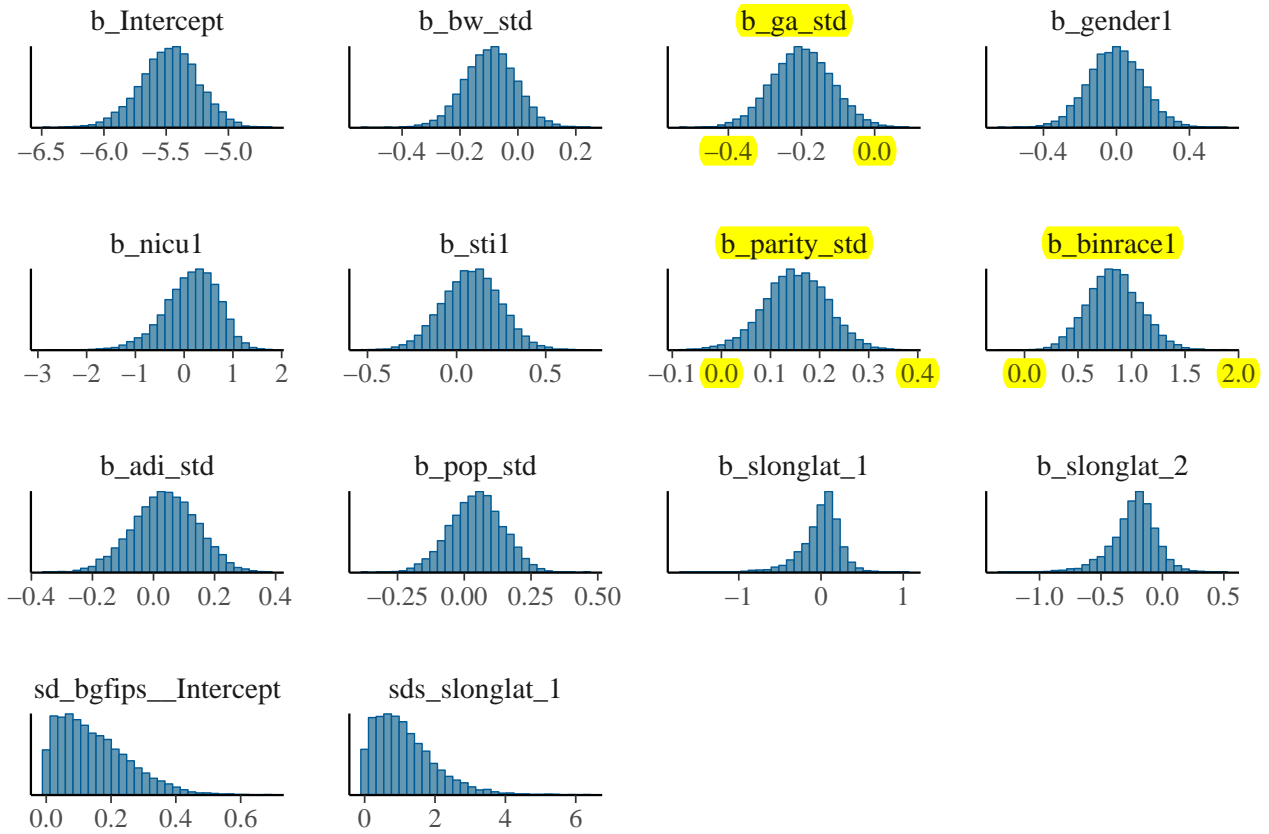 b_Intercept b_bw_std b_ga_std b_gender1
−6.5 −6.0 −5.5 −5.0 −0.4 −0.2 0.0 0.2 −0.4 −0.2 0.0 −0.4 0.0 0.4
b_nicu1 b_sti1 b_parity_std b_binrace1
−3 −2 −1 0 1 2 −0.5 0.0 0.5 −0.1 0.0 0.1 0.2 0.3 0.4 0.0 0.5 1.0 1.5 2.0
b_adi_std b_pop_std b_slonglat_1 b_slonglat_2
−0.4 −0.2 0.0 0.2 0.4 −0.25 0.00 0.25 0.50 −1 0 1 −1.0 −0.5 0.0 0.5
sd_bgfips__Intercept sds_slonglat_1
0.0 0.2 0.4 0.6 0 2 4 6